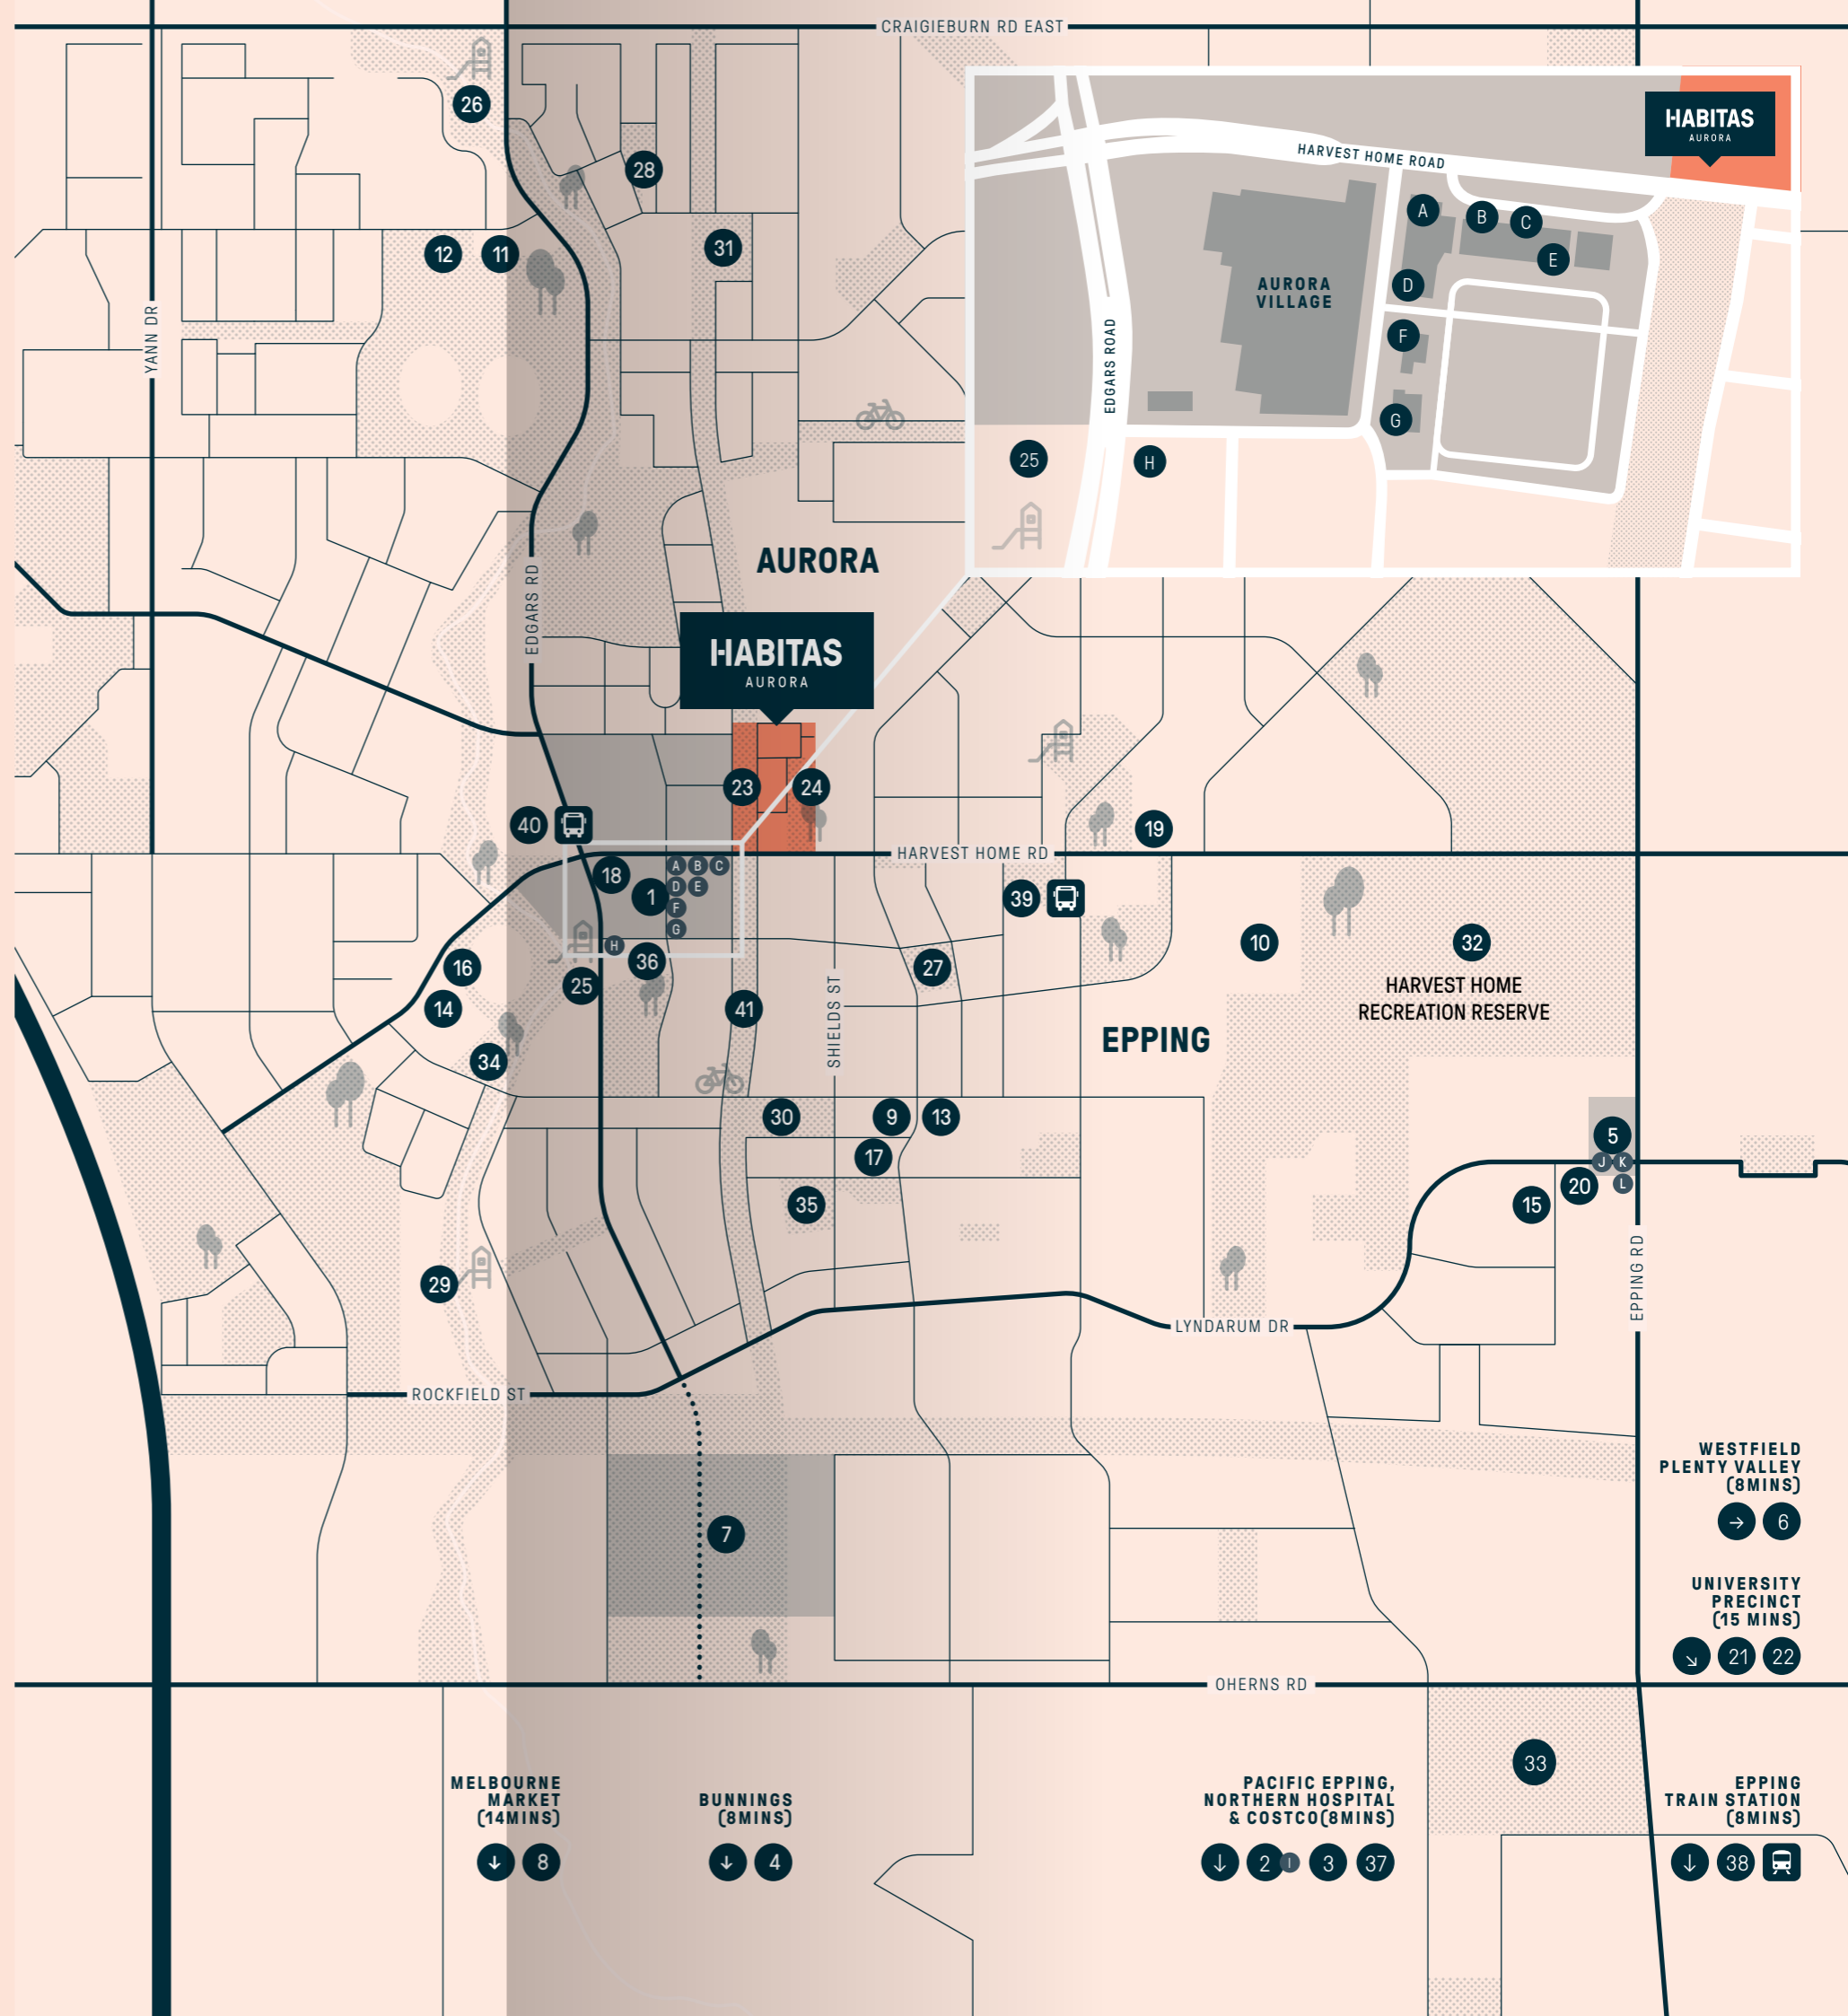 CRAIGIEBURN RD EAST
26
28
31
12
11
YANN DR
HARVEST HOME ROAD
HABITAS
AURORA
A
B
C
E
D
AURORA
VILLAGE
F
G
EDGARS ROAD
25
H
EDGARS RD
AURORA
HABITAS
AURORA
23
24
40
19
HARVEST HOME RD
18
1
A
B
C
D
E
F
G
H
39
36
25
16
14
27
10
32
HARVEST HOME
RECREATION RESERVE
41
SHIELDS ST
EPPING
34
30
9
13
17
35
5
J
K
L
20
15
EPPING RD
29
LYNDARUM DR
ROCKFIELD ST
7
WESTFIELD
PLENTY VALLEY
(8MINS)
→
6
UNIVERSITY
PRECINCT
(15 MINS)
↘
21
22
OHERNS RD
33
MELBOURNE
MARKET
(14MINS)
↓
8
BUNNINGS
(8MINS)
↓
4
PACIFIC EPPING,
NORTHERN HOSPITAL
& COSTCO(8MINS)
↓
2
I
3
37
EPPING
TRAIN STATION
(8MINS)
↓
38